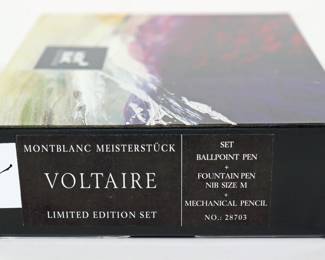 MONTBLANC MEISTERSTÜCK
VOLTAIRE
LIMITED EDITION SET
SET
BALLPOINT PEN
+
FOUNTAIN PEN
NIB SIZE M
+
MECHANICAL PENCIL
NO.: 28703